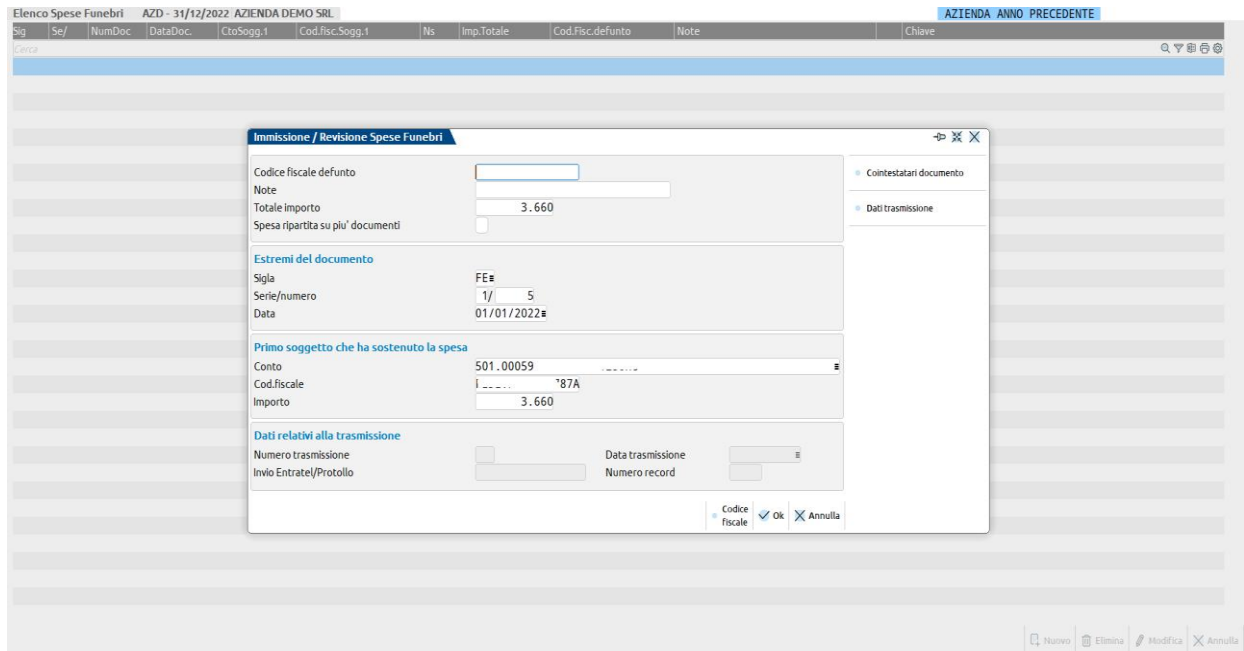 Elenco Spese Funebri AZD - 31/12/2022 AZIENDA DEMO SRL AZIENDA ANNO PRECEDENTE
Sig Se/ NumDoc DataDoc. CtoSogg.1 Cod.fisc.Sogg.1 Ns Imp.Totale Cod.Fisc.defunto Note Chiave
Cerca
Immissione / Revisione Spese Funebri
Codice fiscale defunto
Note
Totale importo 3.660
Spesa ripartita su piu' documenti
Cointestatari documento
Dati trasmissione
Estremi del documento
Sigla FE
Serie/numero 1/ 5
Data 01/01/2022
Primo soggetto che ha sostenuto la spesa
Conto 501.00059
Cod.fiscale 787A
Importo 3.660
Dati relativi alla trasmissione
Numero trasmissione Data trasmissione
Invio Entratel/Protollo Numero record
Codice fiscale Ok Annulla
Nuovo Elimina Modifica Annulla